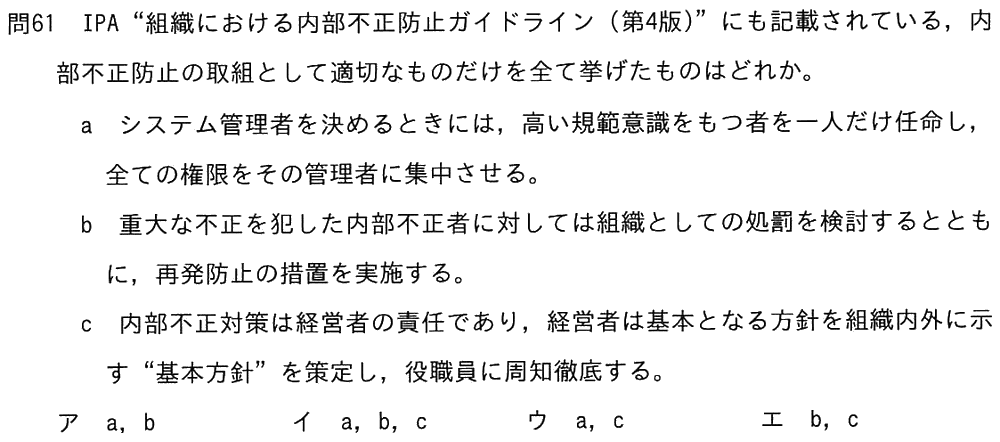 問61 IPA“組織における内部不正防止ガイドライン（第4版）”にも記載されている，内
部不正防止の取組として適切なものだけを全て挙げたものはどれか。
a システム管理者を決めるときには，高い規範意識をもつ者を一人だけ任命し，
全ての権限をその管理者に集中させる。
b 重大な不正を犯した内部不正者に対しては組織としての処罰を検討するととも
に，再発防止の措置を実施する。
c 内部不正対策は経営者の責任であり，経営者は基本となる方針を組織内外に示
す“基本方針”を策定し，役職員に周知徹底する。
ア a, b イ a, b, c ウ a, c エ b, c